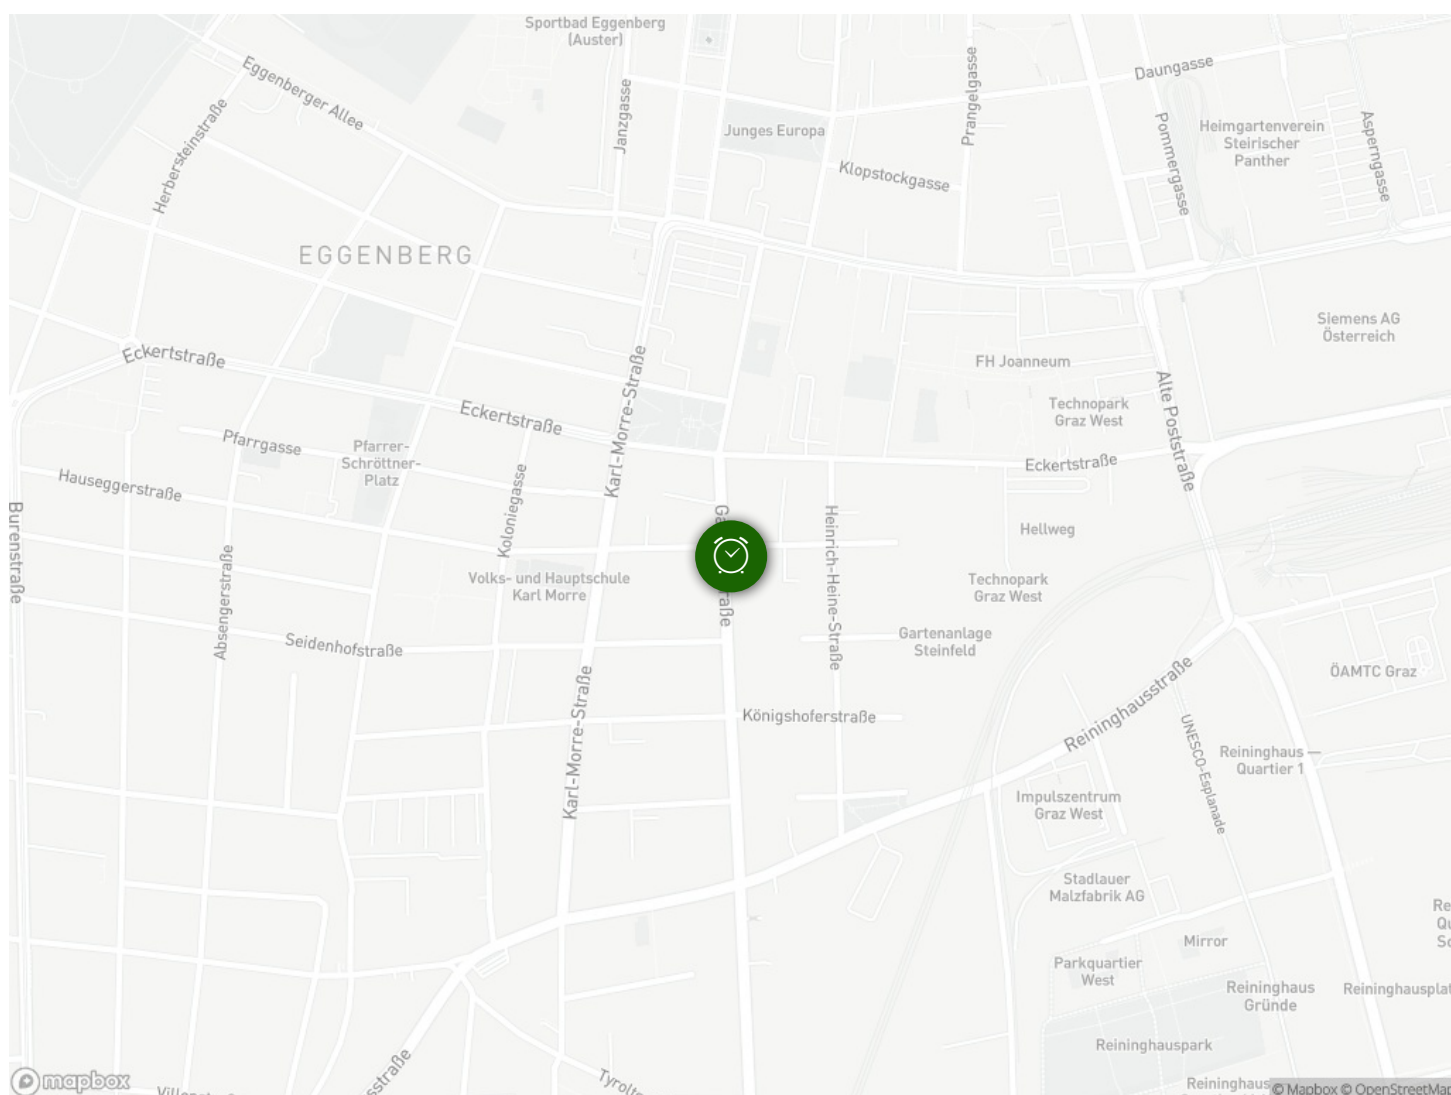 Sportbad Eggenberg
(Auster)
Eggenberger Allee
Janzgasse
Prangelgasse
Daungasse
Herbersteinstraße
Junges Europa
Pommergasse
Heimgartenverein
Steirischer
Panther
Asperngasse
Klopstockgasse
EGGENBERG
Siemens AG
Österreich
Eckertstraße
FH Joanneum
Karl-Morre-Straße
Alte Poststraße
Technopark
Graz West
Eckertstraße
Pfarrgasse
Pfarrer-
Schröttner-
Platz
Eckertstraße
Hauseggerstraße
Koloniegasse
Burenstraße
Heinrich-Heine-Straße
Hellweg
Absengerstraße
Volks- und Hauptschule
Karl Morre
Technopark
Graz West
Seidenhofstraße
Gartenanlage
Steinfeld
ÖAMTC Graz
Karl-Morre-Straße
Königshoferstraße
Reininghausstraße
UNESCO-Esplanade
Reininghaus —
Quartier 1
Impulszentrum
Graz West
Stadlauer
Malzfabrik AG
Mirror
Parkquartier
West
Reininghaus
Gründe
Reininghauspark
Reininghaus
mapbox
© Mapbox © OpenStreetMap